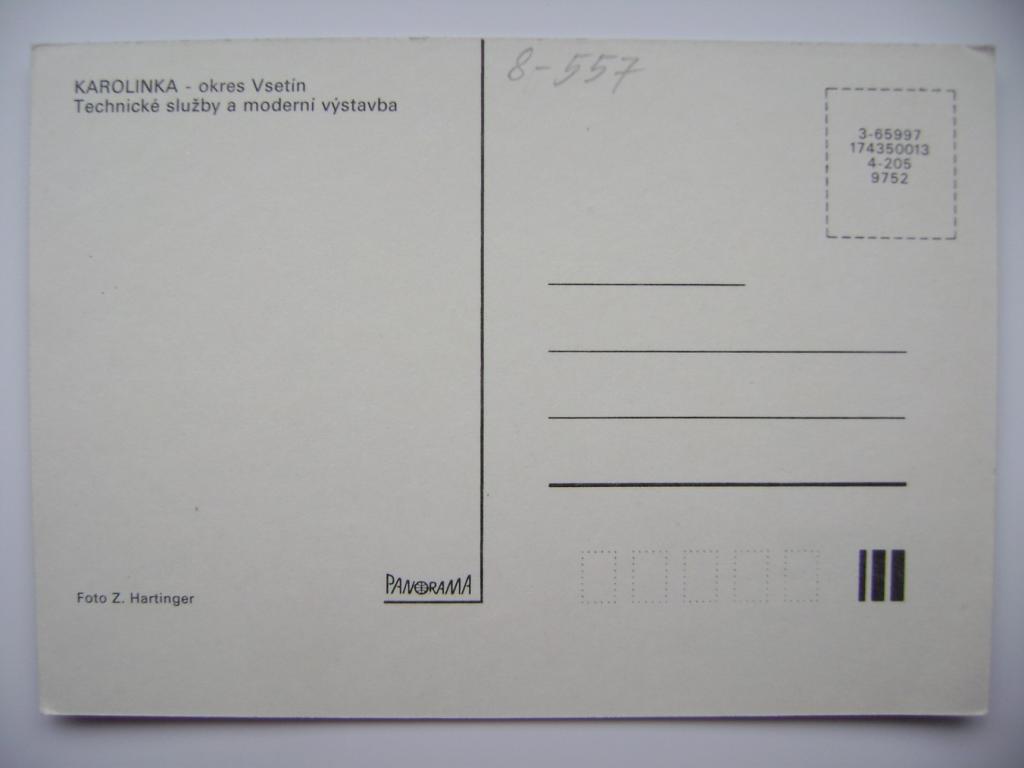 KAROLINKA - okres Vsetín
Technické služby a moderní výstavba
8-557
3-65997
174350013
4-205
9752
Foto Z. Hartinger
PANORAMA